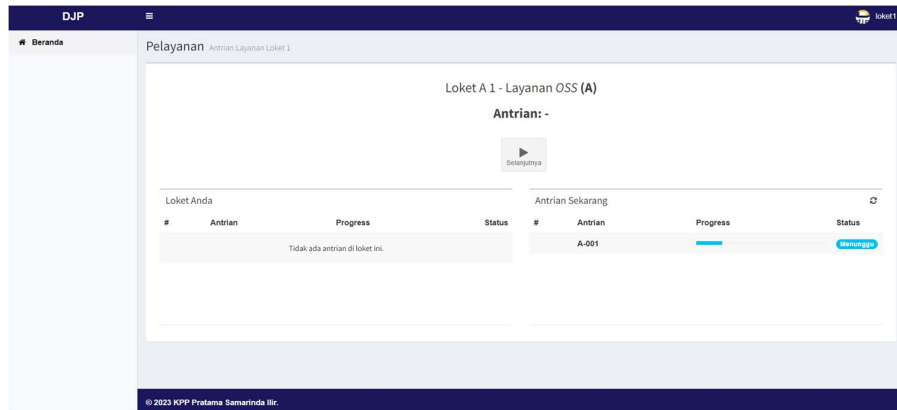 DJP
loket1
Beranda
Pelayanan Antrian Layanan Loket 1
Loket A 1 - Layanan OSS (A)
Antrian: -
Selanjutnya
Loket Anda
# Antrian Progress Status
Tidak ada antrian di loket ini.
Antrian Sekarang
# Antrian Progress Status
A-001 Menunggu
© 2023 KPP Pratama Samarinda Ilir.